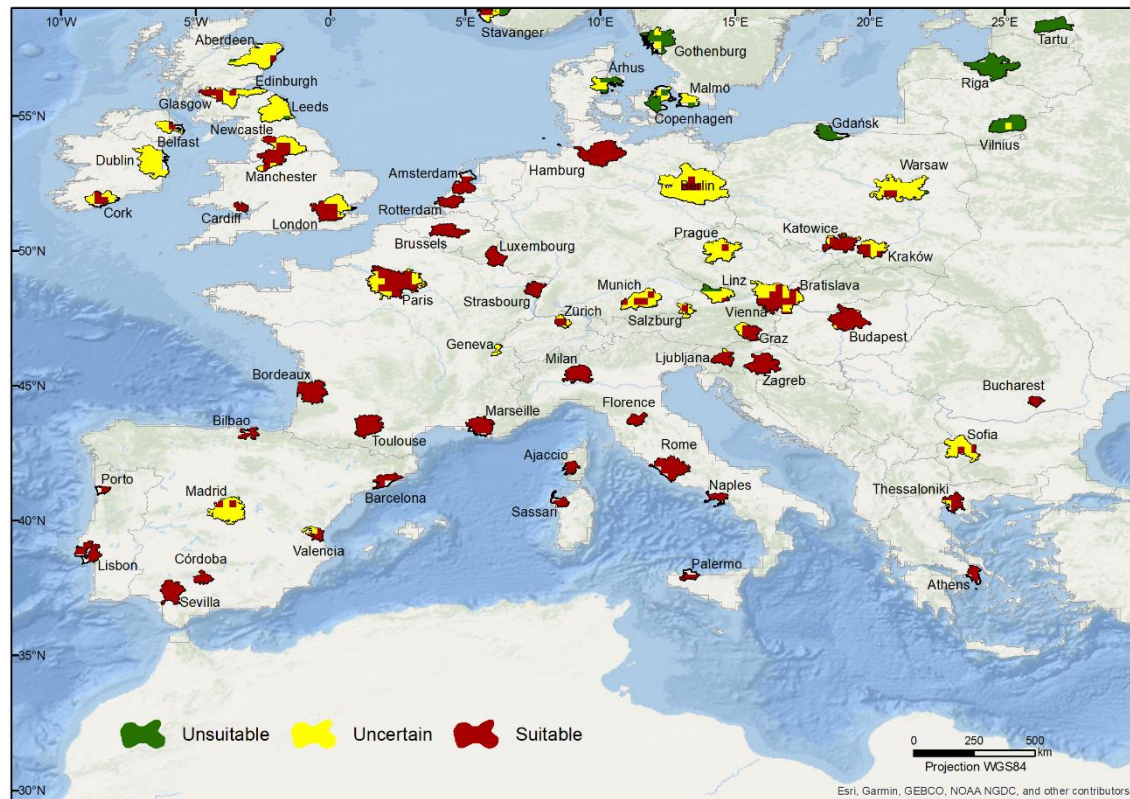 10°W 5°W 0° 5°E 10°E 15°E 20°E 25°E
Stavanger
Tartu
Aberdeen
Gothenburg
Edinburgh
Arhus
Riga
Glasgow
Leeds
Malmö
Copenhagen
55°N
Newcastle
Gdańsk
Belfast
Vilnius
Dublin
Hamburg
Warsaw
Manchester
Amsterdam
Berlin
Cork
Cardiff
Rotterdam
London
Katowice
Brussels
Luxembourg
Prague
50°N
Kraków
Paris
Strasbourg
Munich
Linz
Bratislava
Zürich
Salzburg
Vienna
Graz
Budapest
Geneva
Milan
Ljubljana
Zagreb
45°N
Bordeaux
Bucharest
Florence
Marseille
Bilbao
Toulouse
Sofia
Rome
Ajaccio
Porto
Madrid
Barcelona
Naples
Thessaloniki
Sassari
40°N
Valencia
Lisbon
Córdoba
Palermo
Athens
Sevilla
35°N
Unsuitable
Uncertain
Suitable
0 250 500
km
Projection WGS84
30°N
Esri, Garmin, GEBCO, NOAA NGDC, and other contributors